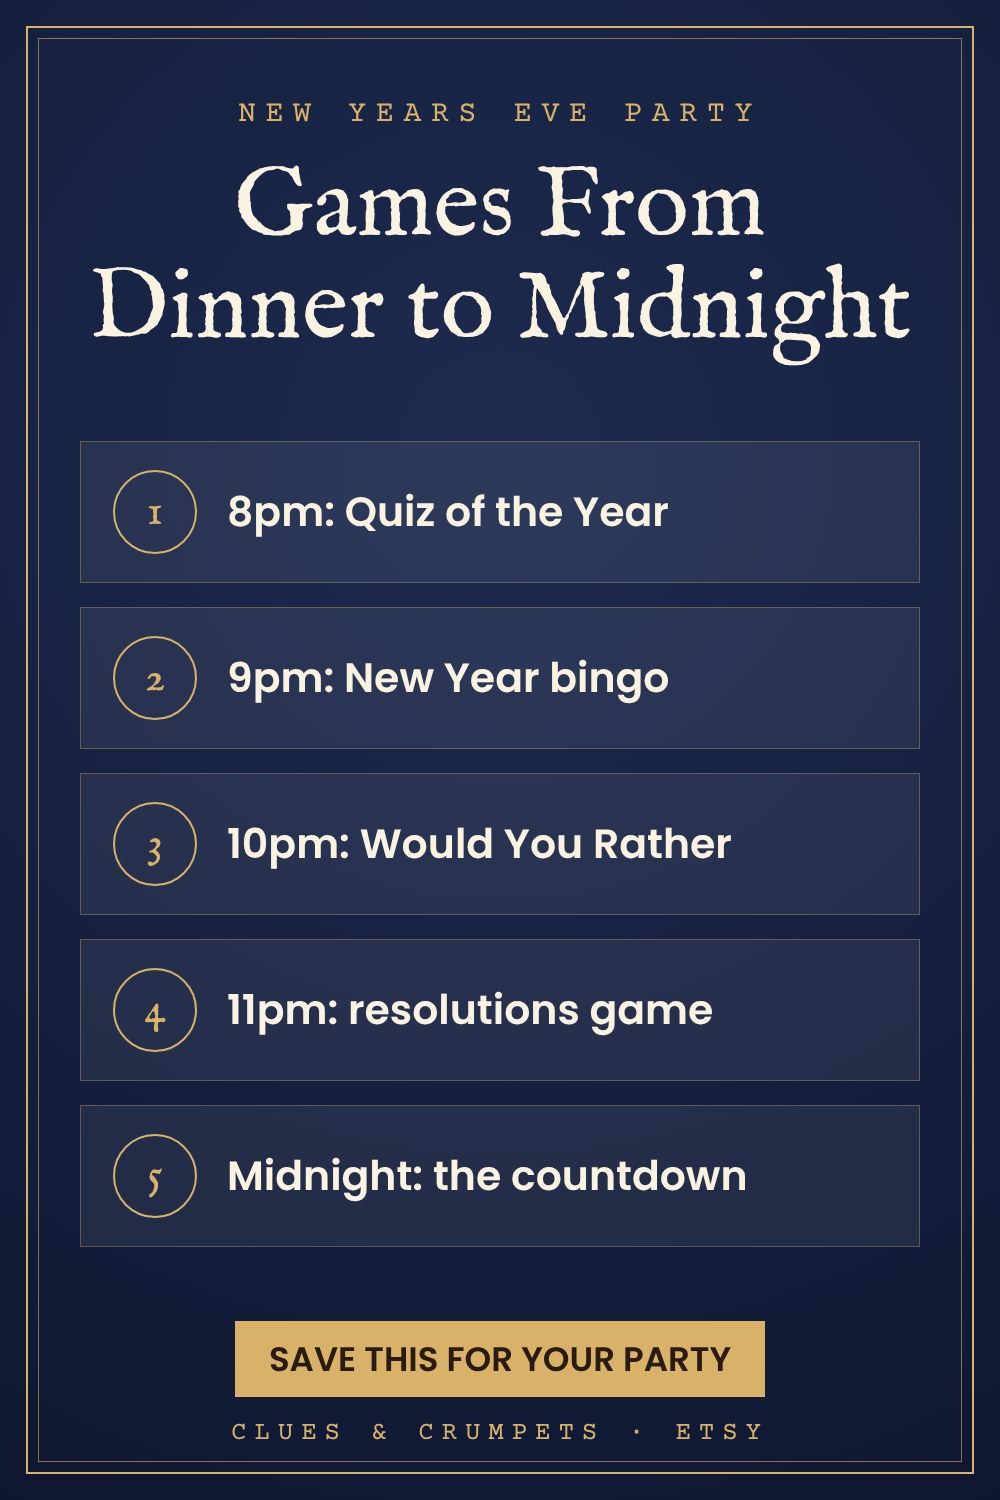 NEW YEARS EVE PARTY
Games From
Dinner to Midnight
1 8pm: Quiz of the Year
2 9pm: New Year bingo
3 10pm: Would You Rather
4 11pm: resolutions game
5 Midnight: the countdown
SAVE THIS FOR YOUR PARTY
CLUES & CRUMPETS · ETSY